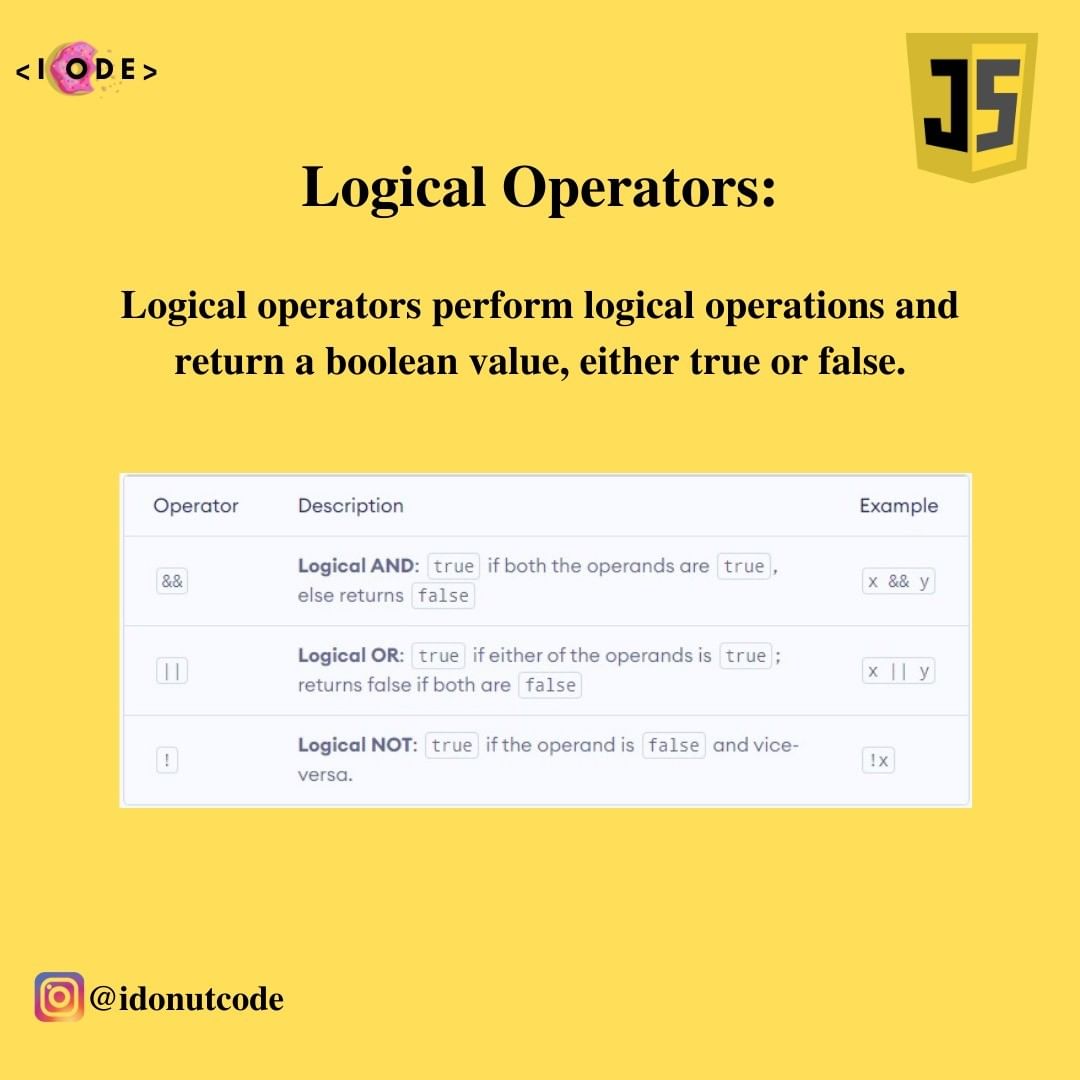 <I ODE>
JS
Logical Operators:
Logical operators perform logical operations and
return a boolean value, either true or false.
Operator Description Example
&& Logical AND: true if both the operands are true, x && y
else returns false
|| Logical OR: true if either of the operands is true; x || y
returns false if both are false
! Logical NOT: true if the operand is false and vice- !x
versa.
@idonutcode